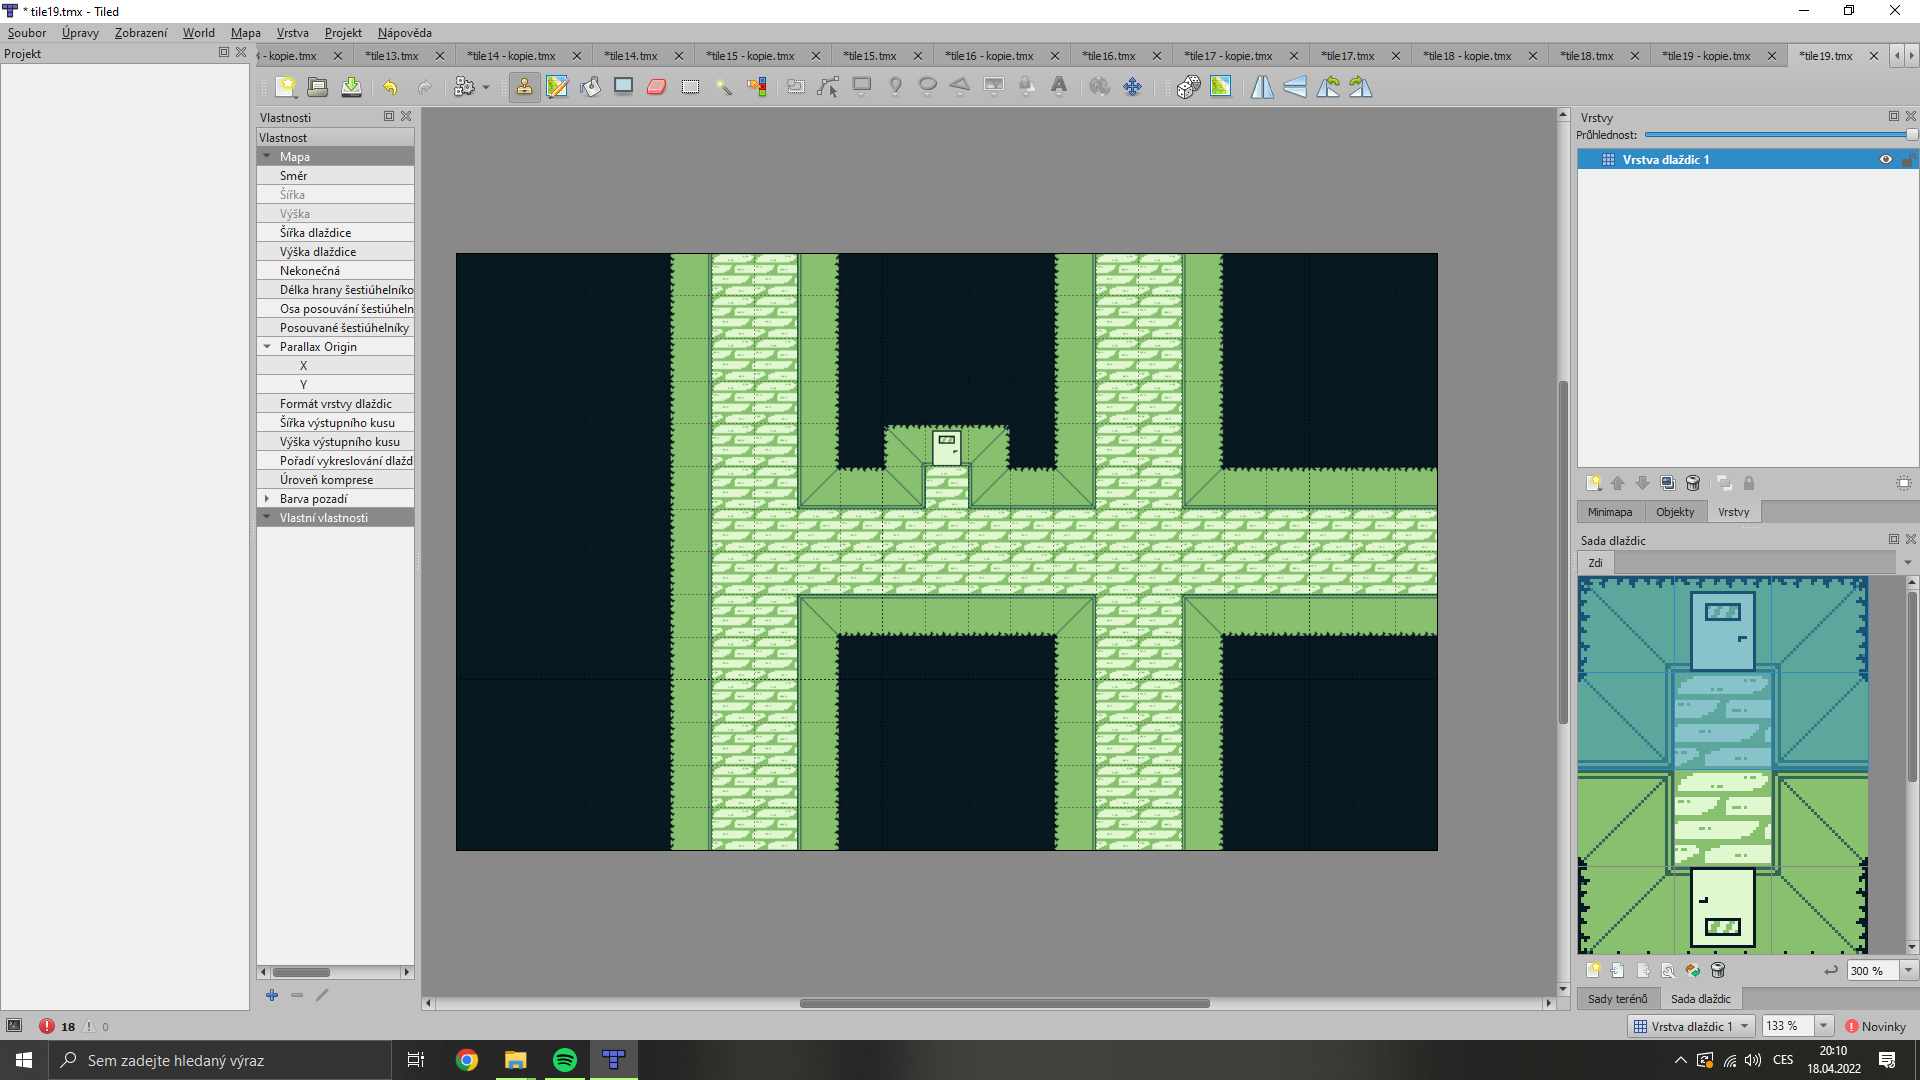 * tile19.tmx - Tiled
Soubor Úpravy Zobrazení World Mapa Vrstva Projekt Nápověda
Projekt
- kopie.tmx *tile13.tmx *tile14 - kopie.tmx *tile14.tmx *tile15 - kopie.tmx *tile15.tmx *tile16 - kopie.tmx *tile16.tmx *tile17 - kopie.tmx *tile17.tmx *tile18 - kopie.tmx *tile18.tmx *tile19 - kopie.tmx *tile19.tmx
Vlastnosti
Vlastnost
Mapa
Směr
Šířka
Výška
Šířka dlaždice
Výška dlaždice
Nekonečná
Délka hrany šestiúhelníko
Osa posouvání šestiúheln
Posouvané šestiúhelníky
Parallax Origin
X
Y
Formát vrstvy dlaždic
Šířka výstupního kusu
Výška výstupního kusu
Pořadí vykreslování dlažd
Úroveň komprese
Barva pozadí
Vlastní vlastnosti
Vrstvy
Průhlednost:
Vrstva dlaždic 1
Minimapa Objekty Vrstvy
Sada dlaždic
Zdi
300 %
Sady terénů Sada dlaždic
18 0
Vrstva dlaždic 1 133 % Novinky
Sem zadejte hledaný výraz
CES
20:10
18.04.2022